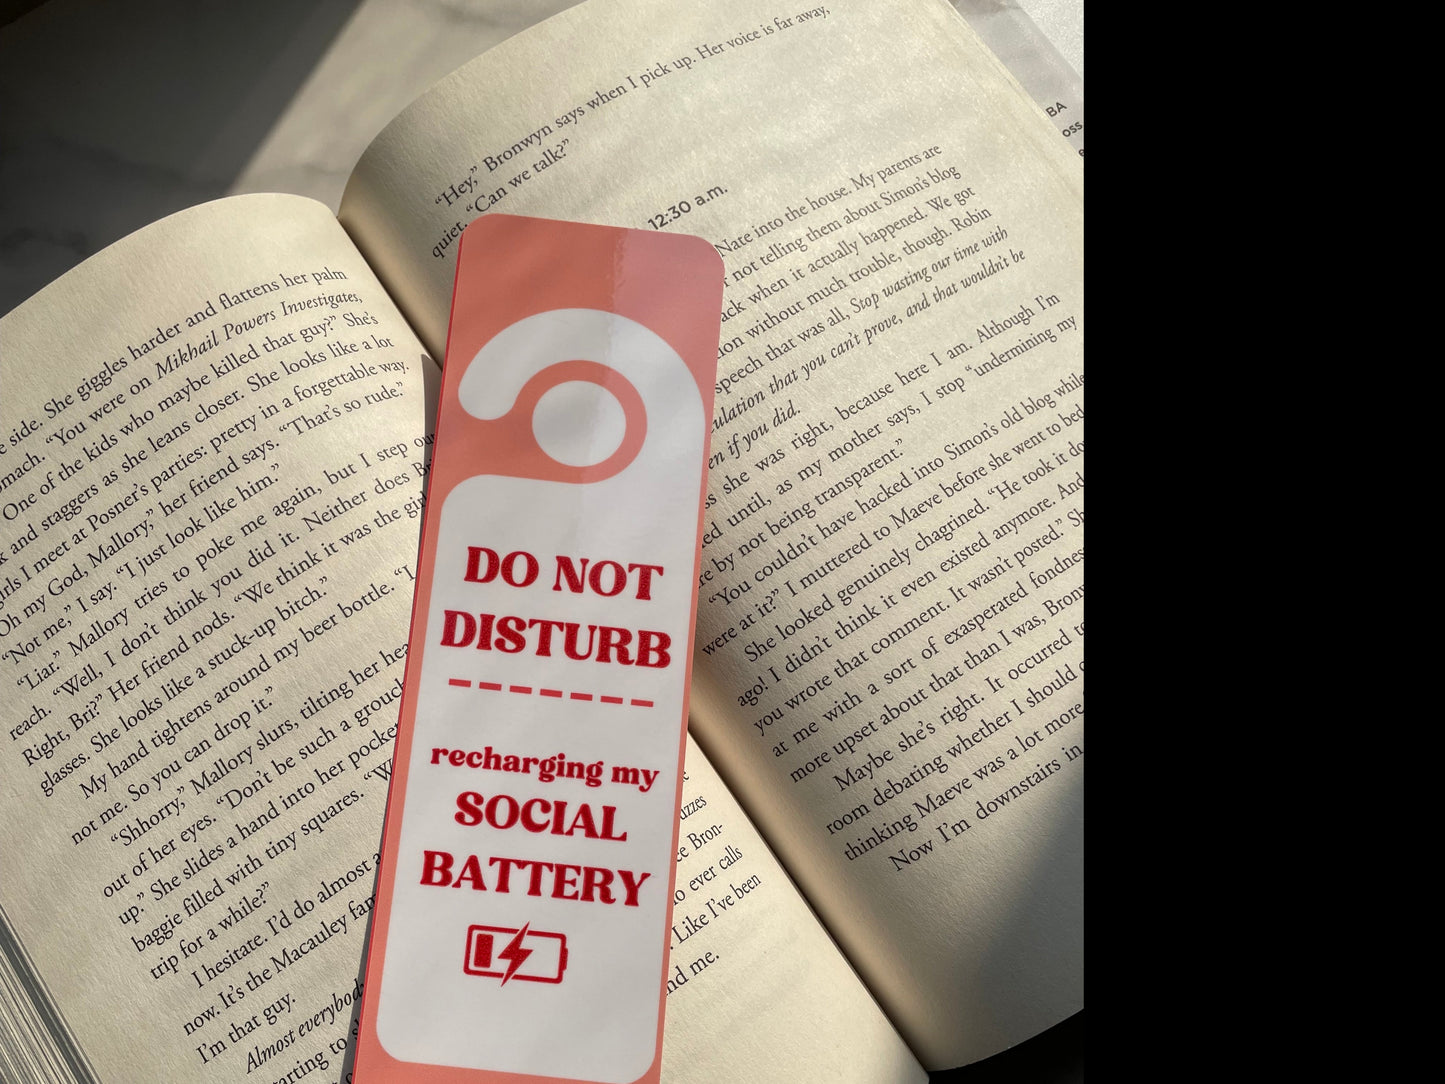 e side. She giggles harder and flattens her palm
“You were on Mikhail Powers Investigates,
One of the kids who maybe killed that guy?” She’s
and staggers as she leans closer. She looks like a lot
girls I meet at Posner’s parties: pretty in a forgettable way.
Oh my God, Mallory,” her friend says. “That’s so rude.”
“Not me,” I say. “I just look like him.”
“Liar.” Mallory tries to poke me again, but I step
reach. “Well, I don’t think you did it. Neither does
Right, Bri?” Her friend nods. “We think it was the girl
glasses. She looks like a stuck-up bitch.”
My hand tightens around my beer bottle. “I
not me. So you can drop it.”
“Shhorry,” Mallory slurs, tilting her
out of her eyes. “Don’t be such a
up.” She slides a hand into her
baggie filled with tiny squares.
trip for a while?”
I hesitate. I’d do almost
now. It’s the Macauley
I’m that guy.
Almost everybody
“Hey,” Bronwyn says when I pick up. Her voice is far away,
quiet. “Can we talk?”
12:30 a.m.
Nate into the house. My parents are
not telling them about Simon’s blog
when it actually happened. We got
without much trouble, though. Robin
speech that was all, Stop wasting our time with
that you can’t prove, and that wouldn’t be
if you did.
she was right, because here I am. Although I’m
until, as my mother says, I stop “undermining my
by not being transparent.”
“You couldn’t have hacked into Simon’s old blog while
were at it?” I muttered to Maeve before she went to bed.
She looked genuinely chagrined. “He took it
ago! I didn’t think it even existed anymore. And
you wrote that comment. It wasn’t posted.”
at me with a sort of exasperated
more upset about that than I was,
Maybe she’s right. It occurred
room debating whether I should
thinking Maeve was a lot more
Now I’m downstairs in
ever calls
Like I’ve been
me.
DO NOT
DISTURB
recharging my
SOCIAL
BATTERY